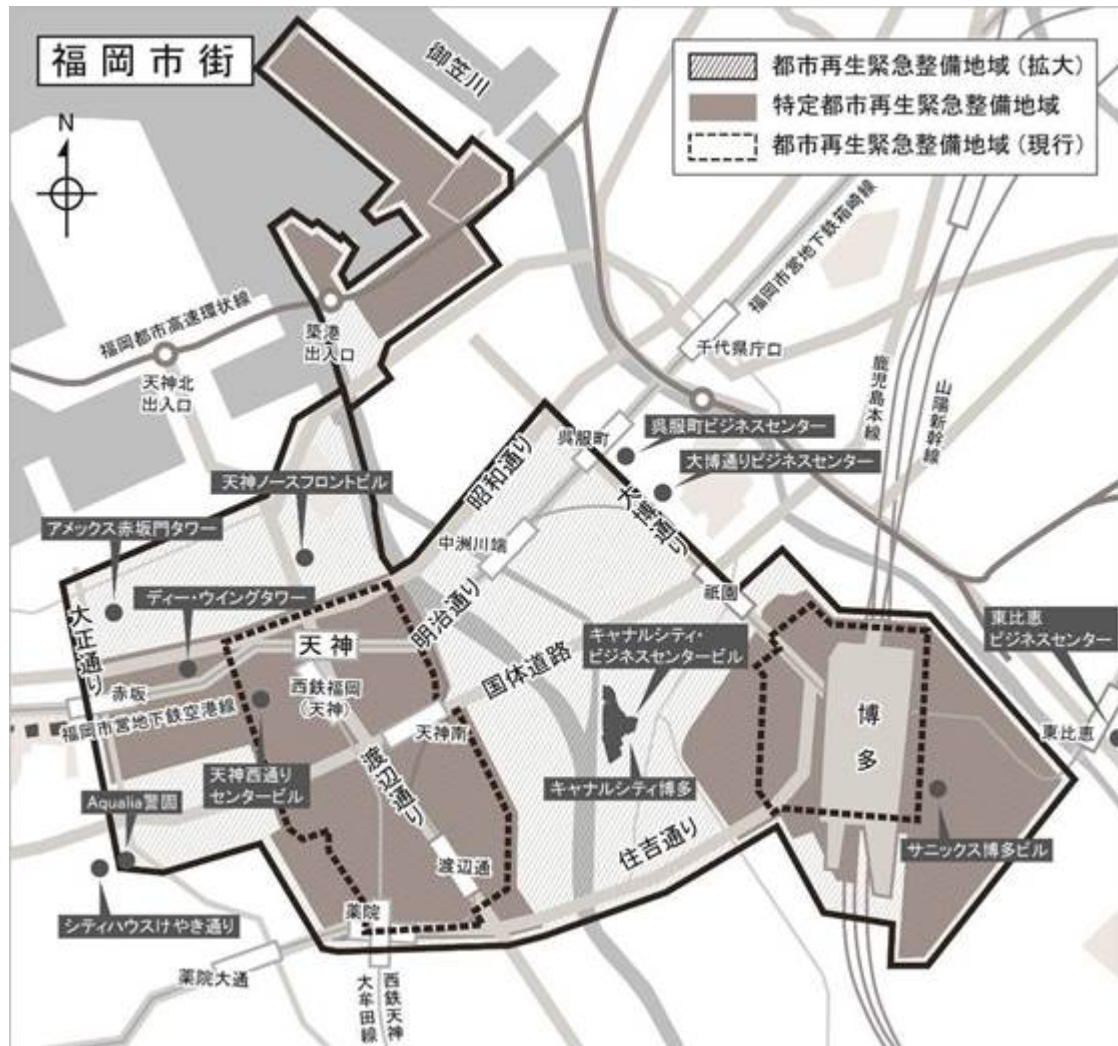 福岡市街
都市再生緊急整備地域(拡大)
特定都市再生緊急整備地域
都市再生緊急整備地域(現行)
N
御笠川
福岡市営地下鉄箱崎線
福岡都市高速環状線
築港
出入口
天神北
出入口
千代県庁口
鹿児島本線
山陽新幹線
呉服町
呉服町ビジネスセンター
大博通りビジネスセンター
昭和通り
大博通り
天神ノースフロントビル
アメックス赤坂門タワー
中洲川端
ディー・ウイングタワー
祇園
大正通り
明治通り
天神
キャナルシティ・
ビジネスセンタービル
東比恵
ビジネスセンター
国体道路
赤坂
西鉄福岡
(天神)
福岡市営地下鉄空港線
天神南
博多
東比恵
天神西通り
センタービル
渡辺通り
キャナルシティ博多
Aqualia警固
住吉通り
サニックス博多ビル
渡辺通
シティハウスけやき通り
薬院
薬院大通
西鉄天神
大牟田線